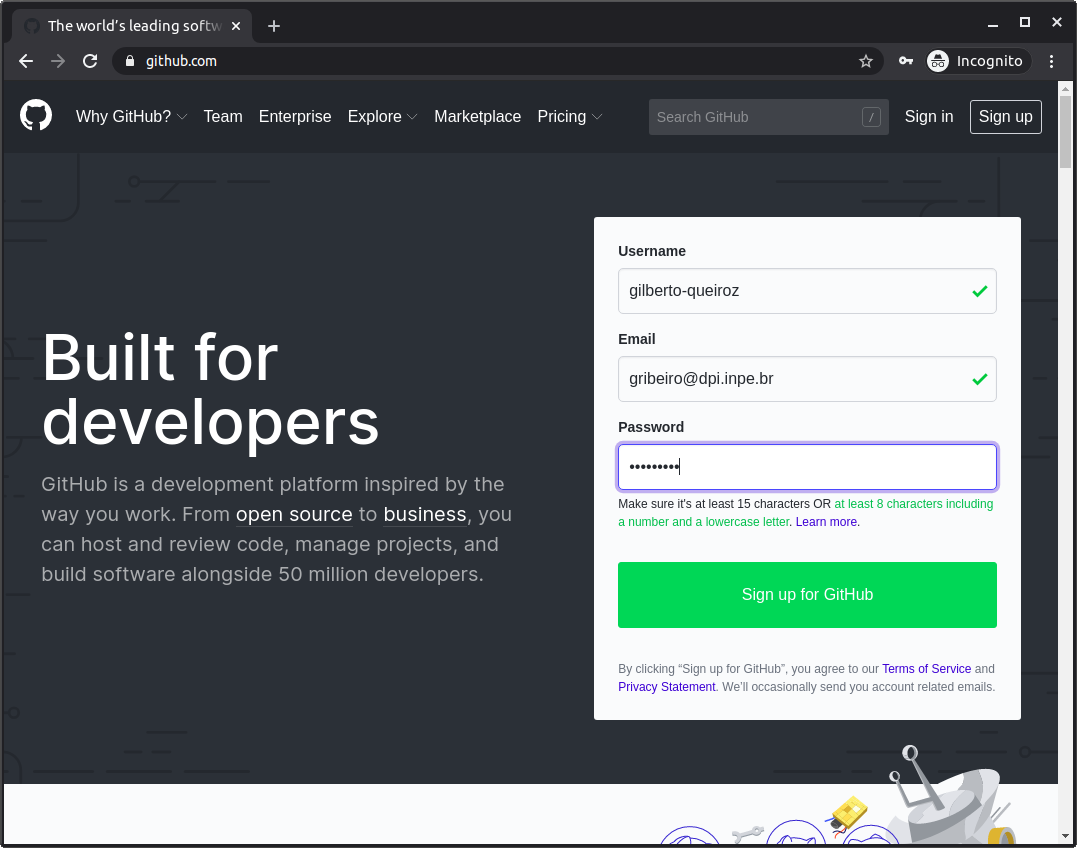 The world's leading softw
github.com
Incognito
Why GitHub? Team Enterprise Explore Marketplace Pricing Search GitHub / Sign in Sign up
Built for
developers
GitHub is a development platform inspired by the
way you work. From open source to business, you
can host and review code, manage projects, and
build software alongside 50 million developers.
Username
gilberto-queiroz
Email
gribeiro@dpi.inpe.br
Password
•••••••••
Make sure it's at least 15 characters OR at least 8 characters including
a number and a lowercase letter. Learn more.
Sign up for GitHub
By clicking “Sign up for GitHub”, you agree to our Terms of Service and
Privacy Statement. We’ll occasionally send you account related emails.